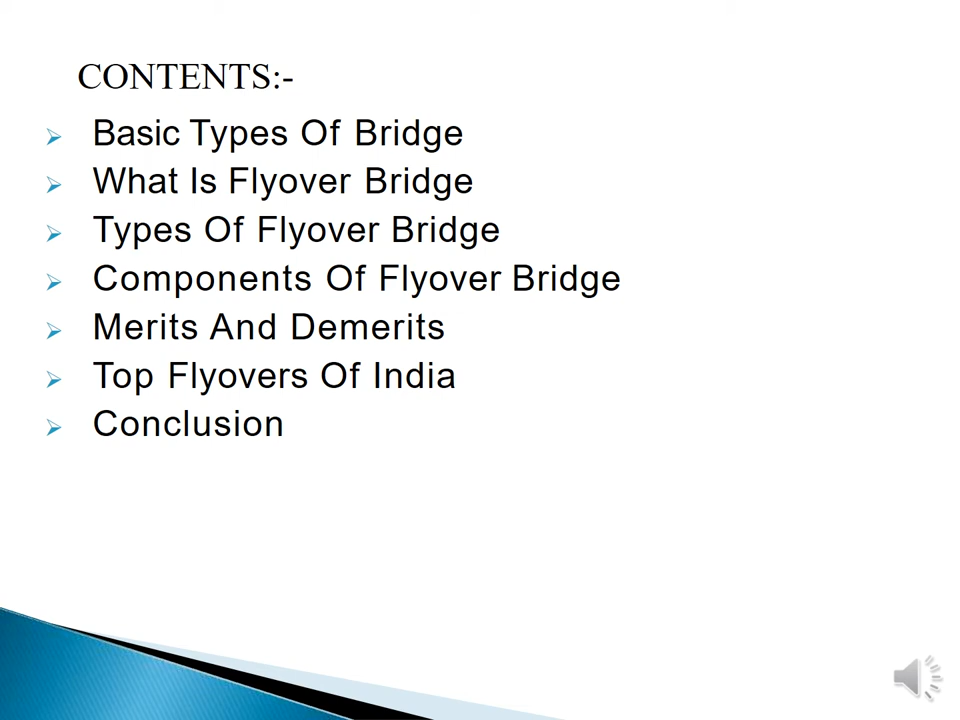 CONTENTS:-
Basic Types Of Bridge
What Is Flyover Bridge
Types Of Flyover Bridge
Components Of Flyover Bridge
Merits And Demerits
Top Flyovers Of India
Conclusion